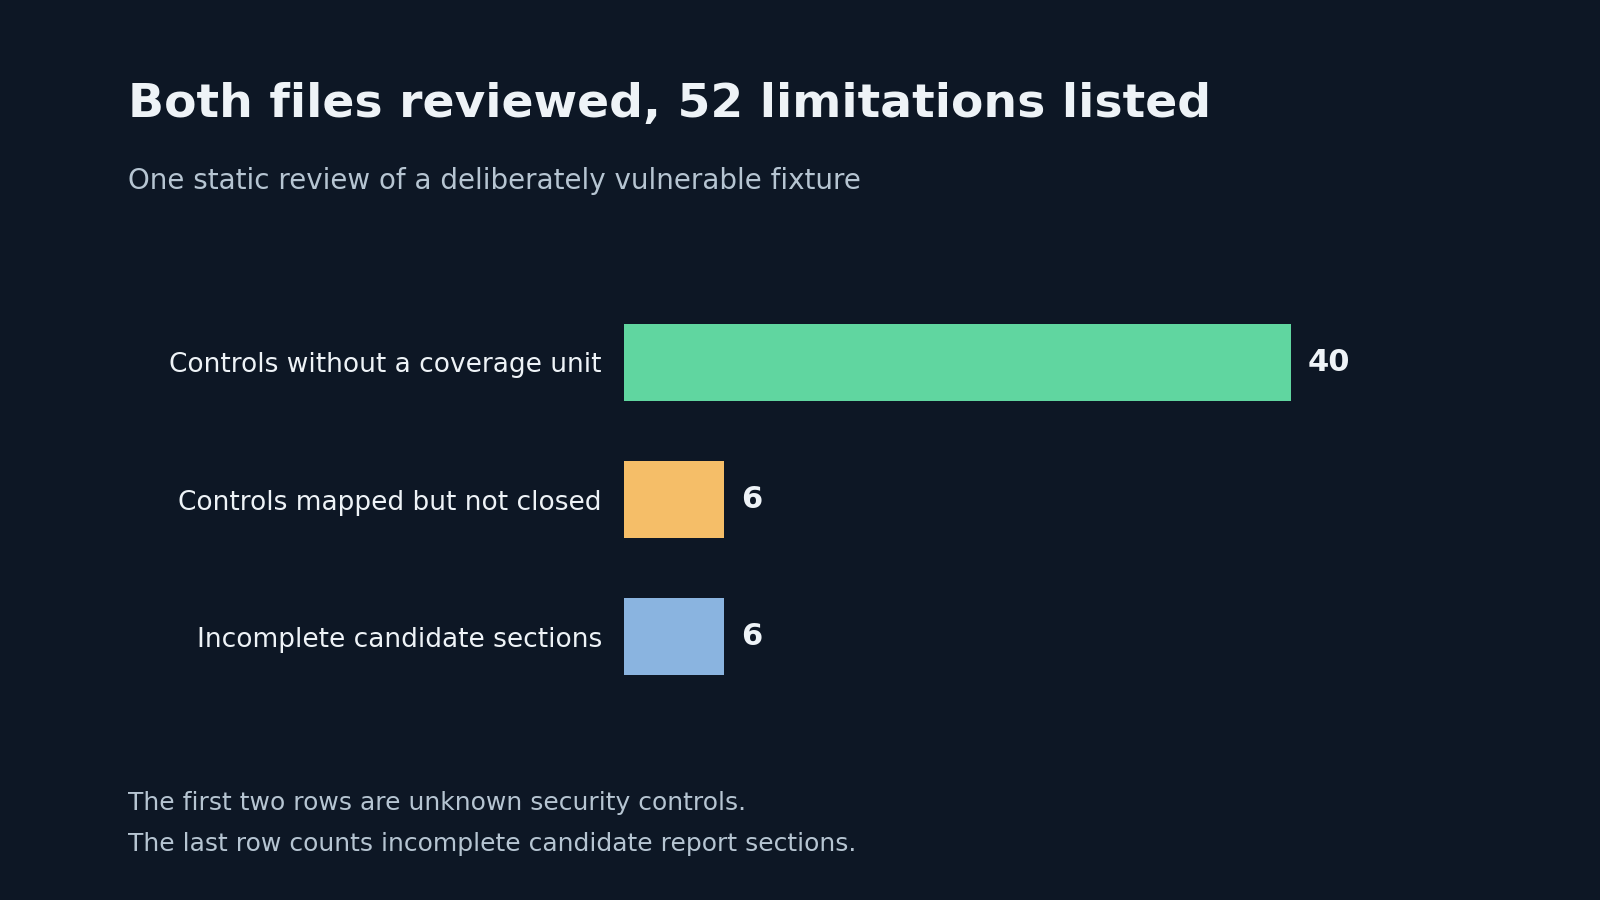 Both files reviewed, 52 limitations listed
One static review of a deliberately vulnerable fixture
Controls without a coverage unit 40
Controls mapped but not closed 6
Incomplete candidate sections 6
The first two rows are unknown security controls.
The last row counts incomplete candidate report sections.